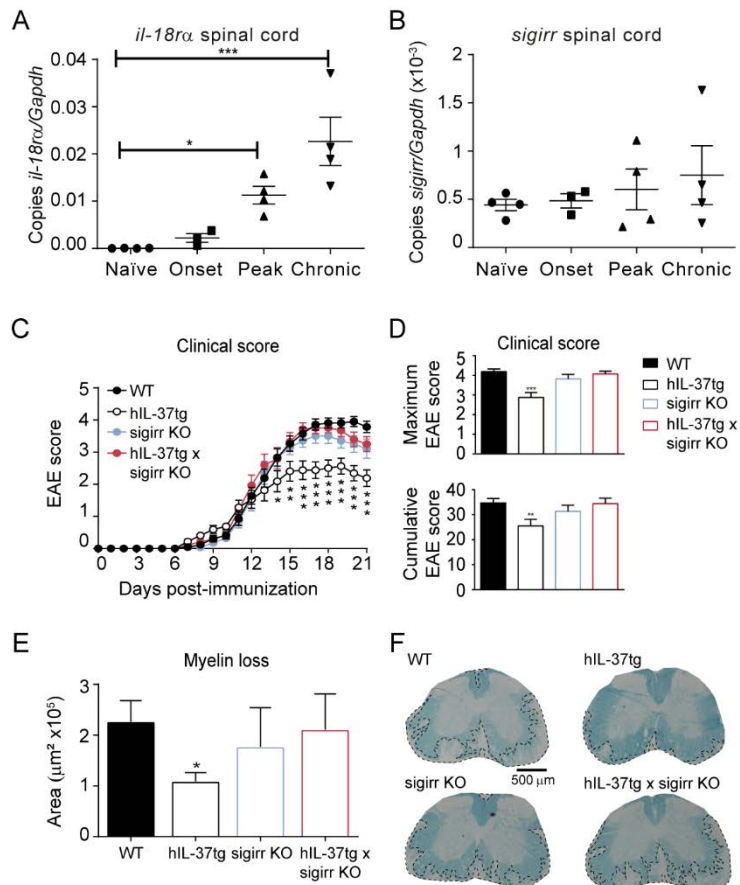 A
il-18rα spinal cord
***
*
Copies il-18rα/Gapdh
0.04
0.03
0.02
0.01
0.00
Naïve Onset Peak Chronic
B
sigirr spinal cord
Copies sigirr/Gapdh (x10-3)
2
1.5
1
0.5
0
Naïve Onset Peak Chronic
C
Clinical score
WT
hIL-37tg
sigirr KO
hIL-37tg x
sigirr KO
EAE score
5
4
3
2
1
0
0 3 6 9 12 15 18 21
Days post-immunization
D
Clinical score
Maximum
EAE score
5
4
3
2
1
0
***
Cumulative
EAE score
40
30
20
10
0
**
WT
hIL-37tg
sigirr KO
hIL-37tg x
sigirr KO
E
Myelin loss
Area (μm² x10⁵)
3
2
1
0
*
WT hIL-37tg sigirr KO hIL-37tg x
sigirr KO
F
WT hIL-37tg
500 μm
sigirr KO hIL-37tg x sigirr KO